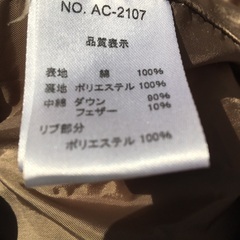 NO. AC-2107
品質表示
表地 綿 100%
裏地 ポリエステル 100%
中綿 ダウン 90%
フェザー 10%
リブ部分
ポリエステル 100%